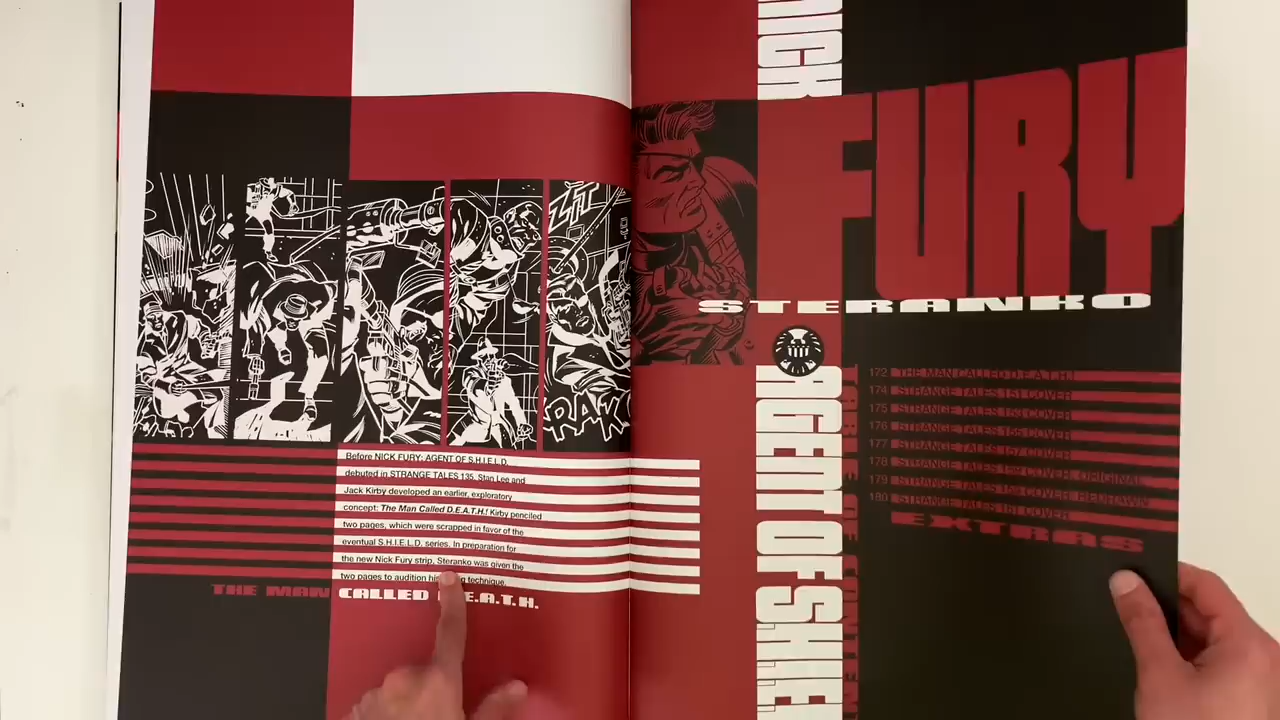 ZIT
Before NICK FURY: AGENT OF S.H.I.E.L.D.
debuted in STRANGE TALES 135, Stan Lee and
Jack Kirby developed an earlier, exploratory
concept: The Man Called D.E.A.T.H.! Kirby penciled
two pages, which were scrapped in favor of the
eventual S.H.I.E.L.D. series. In preparation for
the new Nick Fury strip, Steranko was given the
two pages to audition his technique.
THE MAN CALLED D.E.A.T.H.
NICK
FURY
STERANKO
AGENT OF S.H.I.E.
TABLE OF CONTENT
172 THE MAN CALLED D.E.A.T.H.!
174 STRANGE TALES 151 COVER
175 STRANGE TALES 153 COVER
176 STRANGE TALES 155 COVER
177 STRANGE TALES 157 COVER
178 STRANGE TALES 159 COVER: ORIGINAL
179 STRANGE TALES 159 COVER: REDRAWN
180 STRANGE TALES 161 COVER
EXTRAS